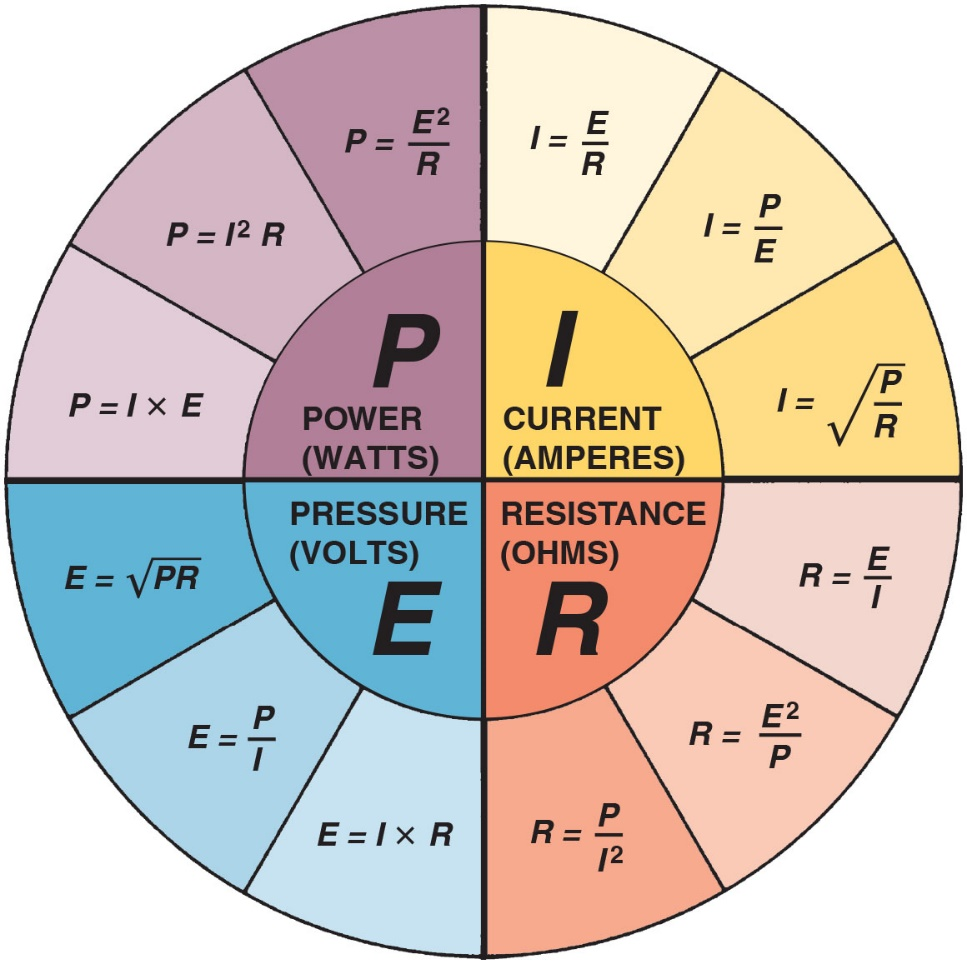 P = E²/R
I = E/R
P = I² R
I = P/E
P = I × E
I = √(P/R)
P
POWER
(WATTS)
I
CURRENT
(AMPERES)
PRESSURE
(VOLTS)
E
RESISTANCE
(OHMS)
R
E = √PR
R = E/I
E = P/I
R = E²/P
E = I × R
R = P/I²